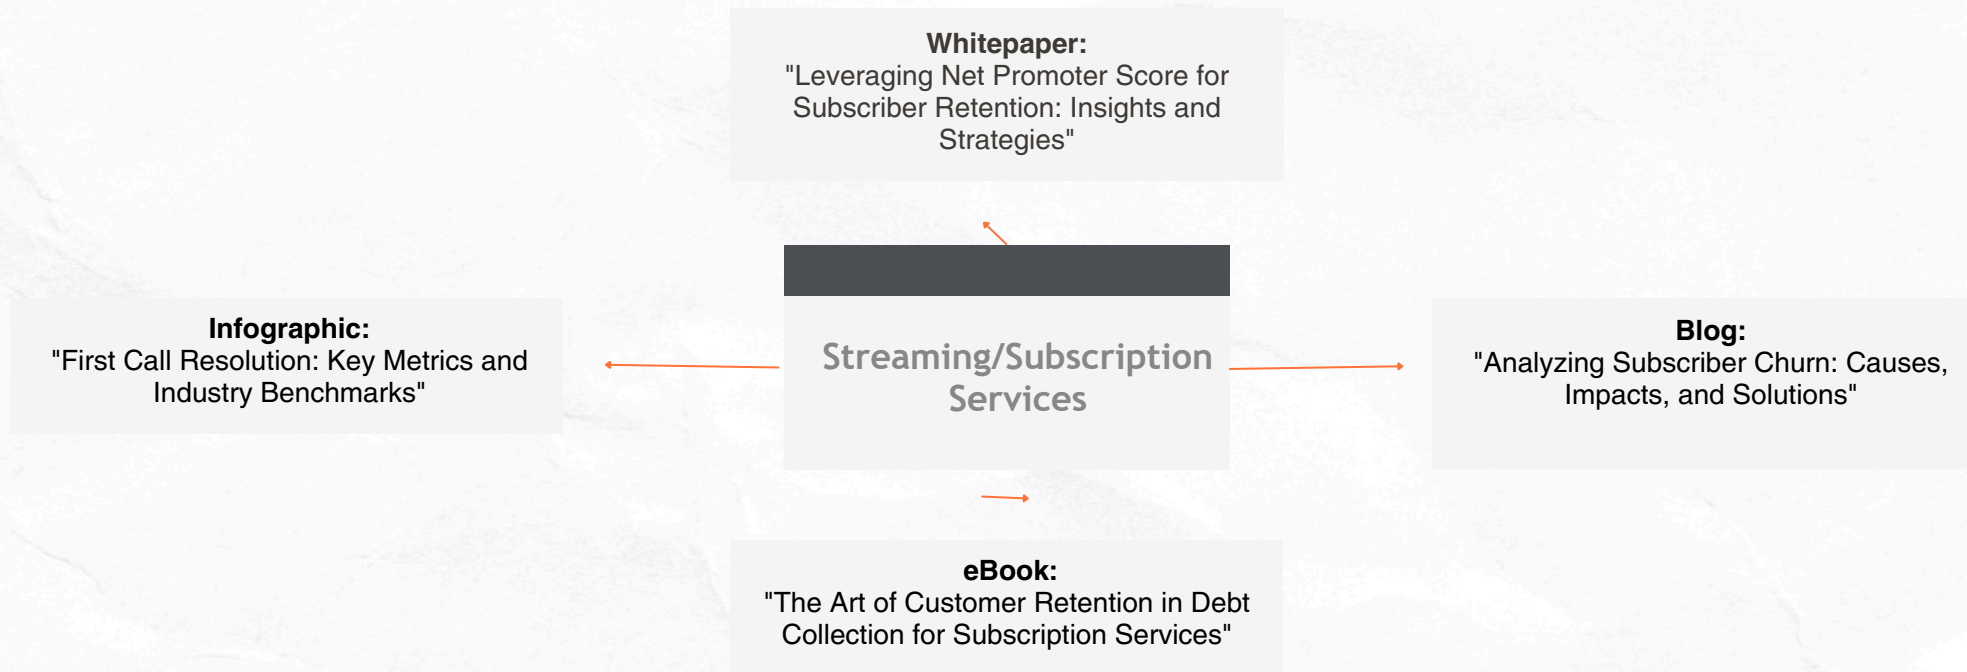 Whitepaper:
"Leveraging Net Promoter Score for
Subscriber Retention: Insights and
Strategies"
Infographic:
"First Call Resolution: Key Metrics and
Industry Benchmarks"
Streaming/Subscription
Services
Blog:
"Analyzing Subscriber Churn: Causes,
Impacts, and Solutions"
eBook:
"The Art of Customer Retention in Debt
Collection for Subscription Services"